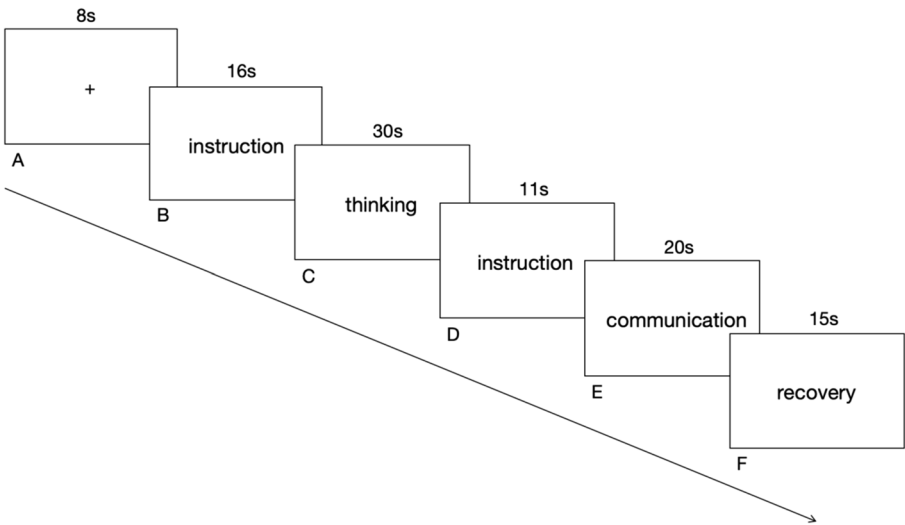 8s
+
A
16s
instruction
B
30s
thinking
C
11s
instruction
D
20s
communication
E
15s
recovery
F